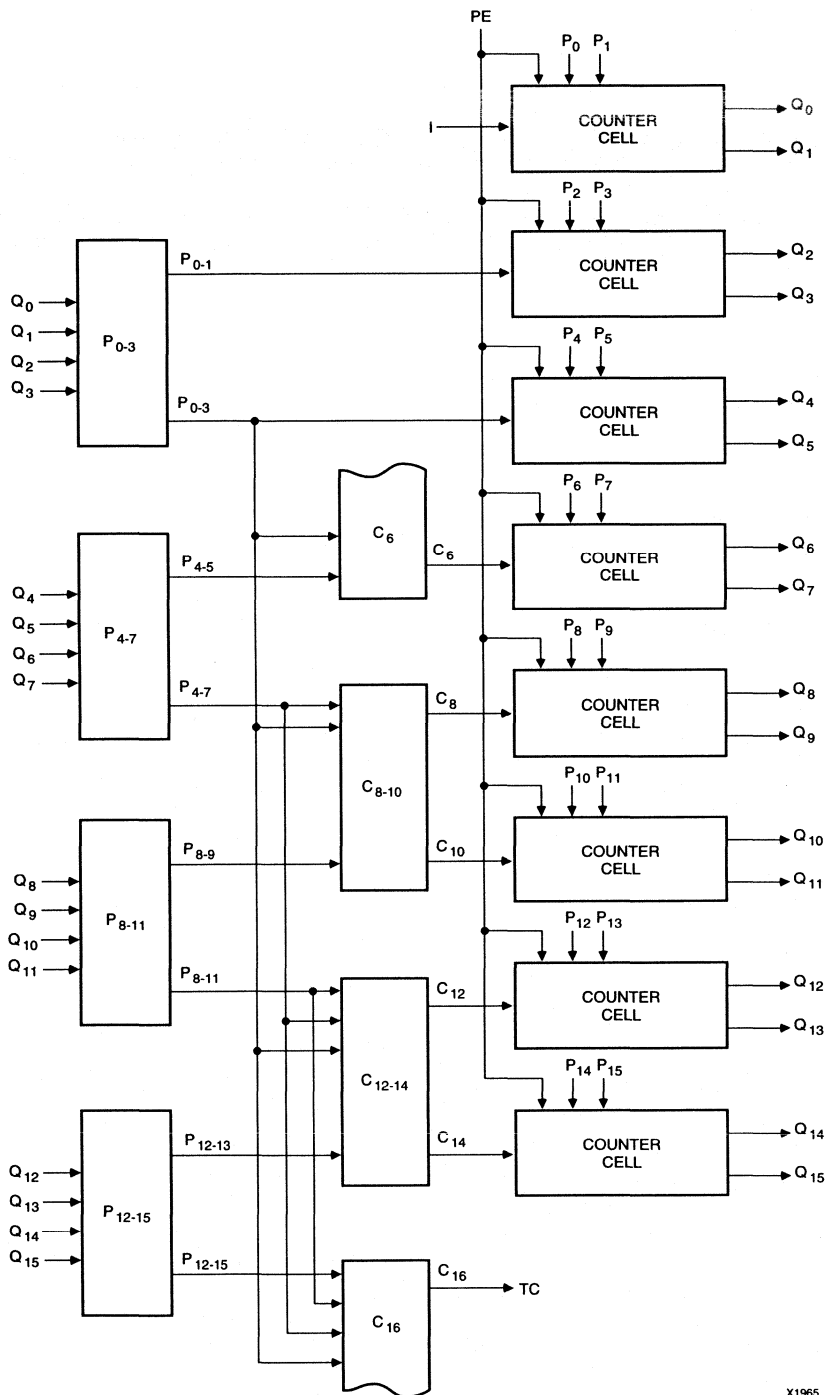 PE
P0 P1
I
COUNTER
CELL
Q0
Q1
P2 P3
COUNTER
CELL
Q2
Q3
Q0
Q1
Q2
Q3
P0-3
P0-1
P0-3
P4 P5
COUNTER
CELL
Q4
Q5
P6 P7
C6
C6
COUNTER
CELL
Q6
Q7
Q4
Q5
Q6
Q7
P4-7
P4-5
P4-7
P8 P9
C8-10
C8
C10
COUNTER
CELL
Q8
Q9
P10 P11
COUNTER
CELL
Q10
Q11
Q8
Q9
Q10
Q11
P8-11
P8-9
P8-11
P12 P13
C12-14
C12
C14
COUNTER
CELL
Q12
Q13
P14 P15
COUNTER
CELL
Q14
Q15
Q12
Q13
Q14
Q15
P12-15
P12-13
P12-15
C16
C16
TC
X1965